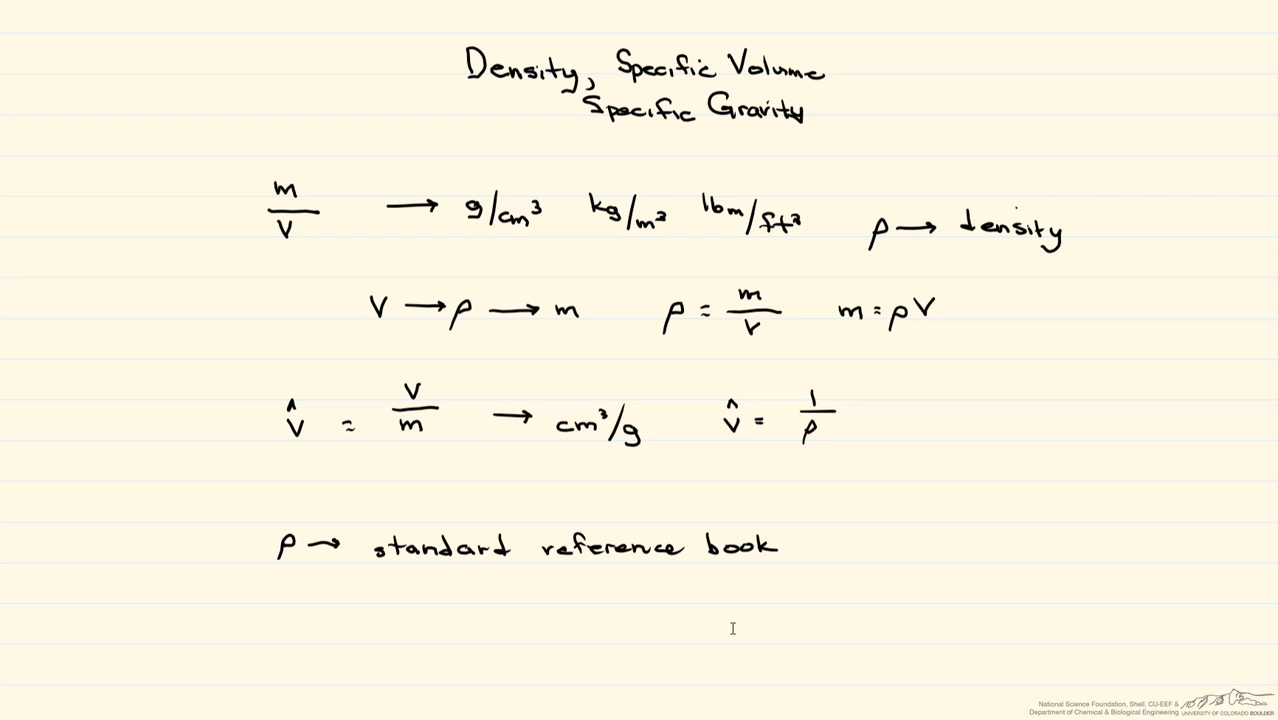 Density, Specific Volume
Specific Gravity
m/V → g/cm³ kg/m³ lbm/ft³ ρ → density
V → ρ → m ρ = m/V m = ρV
V̂ = V/m → cm³/g V̂ = 1/ρ
ρ → standard reference book
National Science Foundation, Shell, CU-EEF &
Department of Chemical & Biological Engineering UNIVERSITY OF COLORADO BOULDER